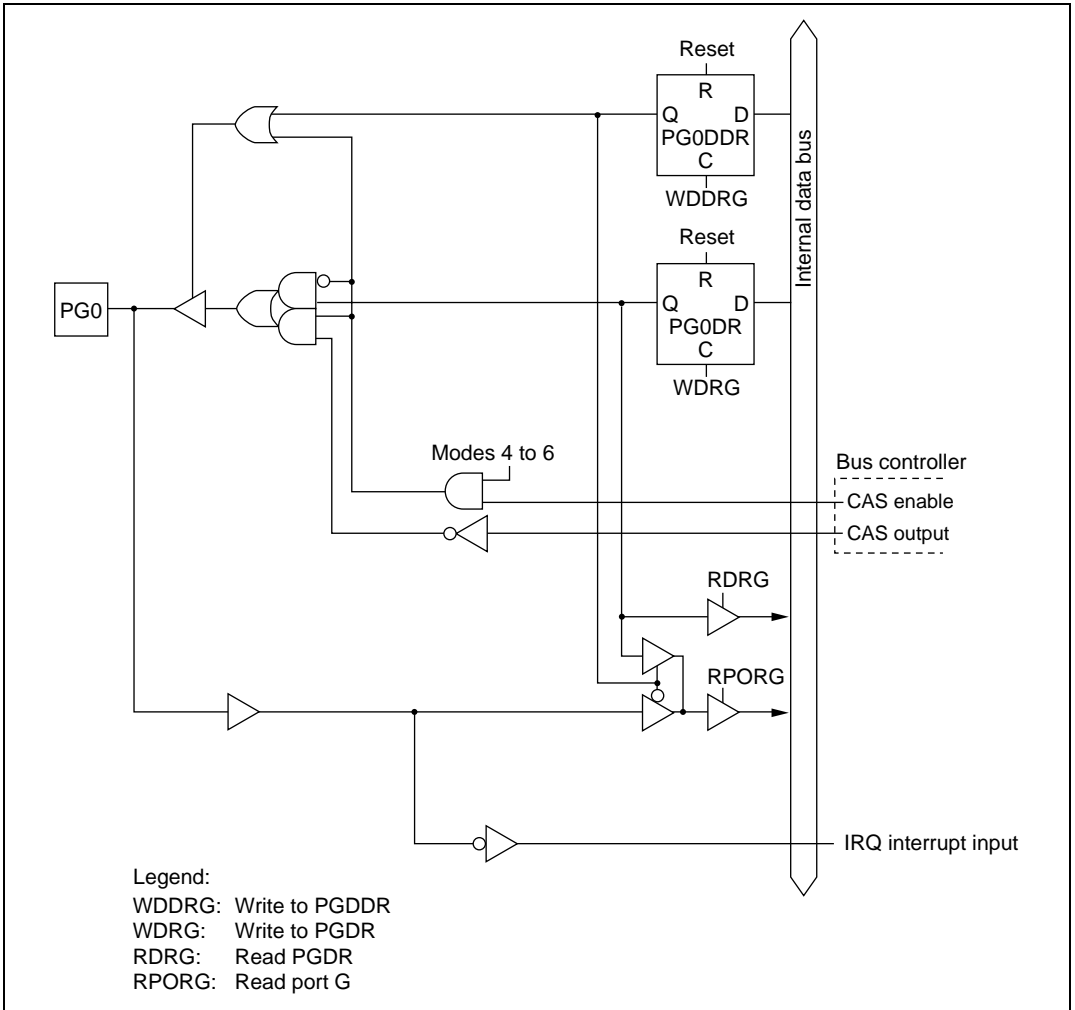 Reset
R
Q D
PG0DDR
C
WDDRG
Internal data bus
Reset
R
Q D
PG0DR
C
WDRG
PG0
Modes 4 to 6
Bus controller
CAS enable
CAS output
RDRG
RPORG
IRQ interrupt input
Legend:
WDDRG: Write to PGDDR
WDRG: Write to PGDR
RDRG: Read PGDR
RPORG: Read port G